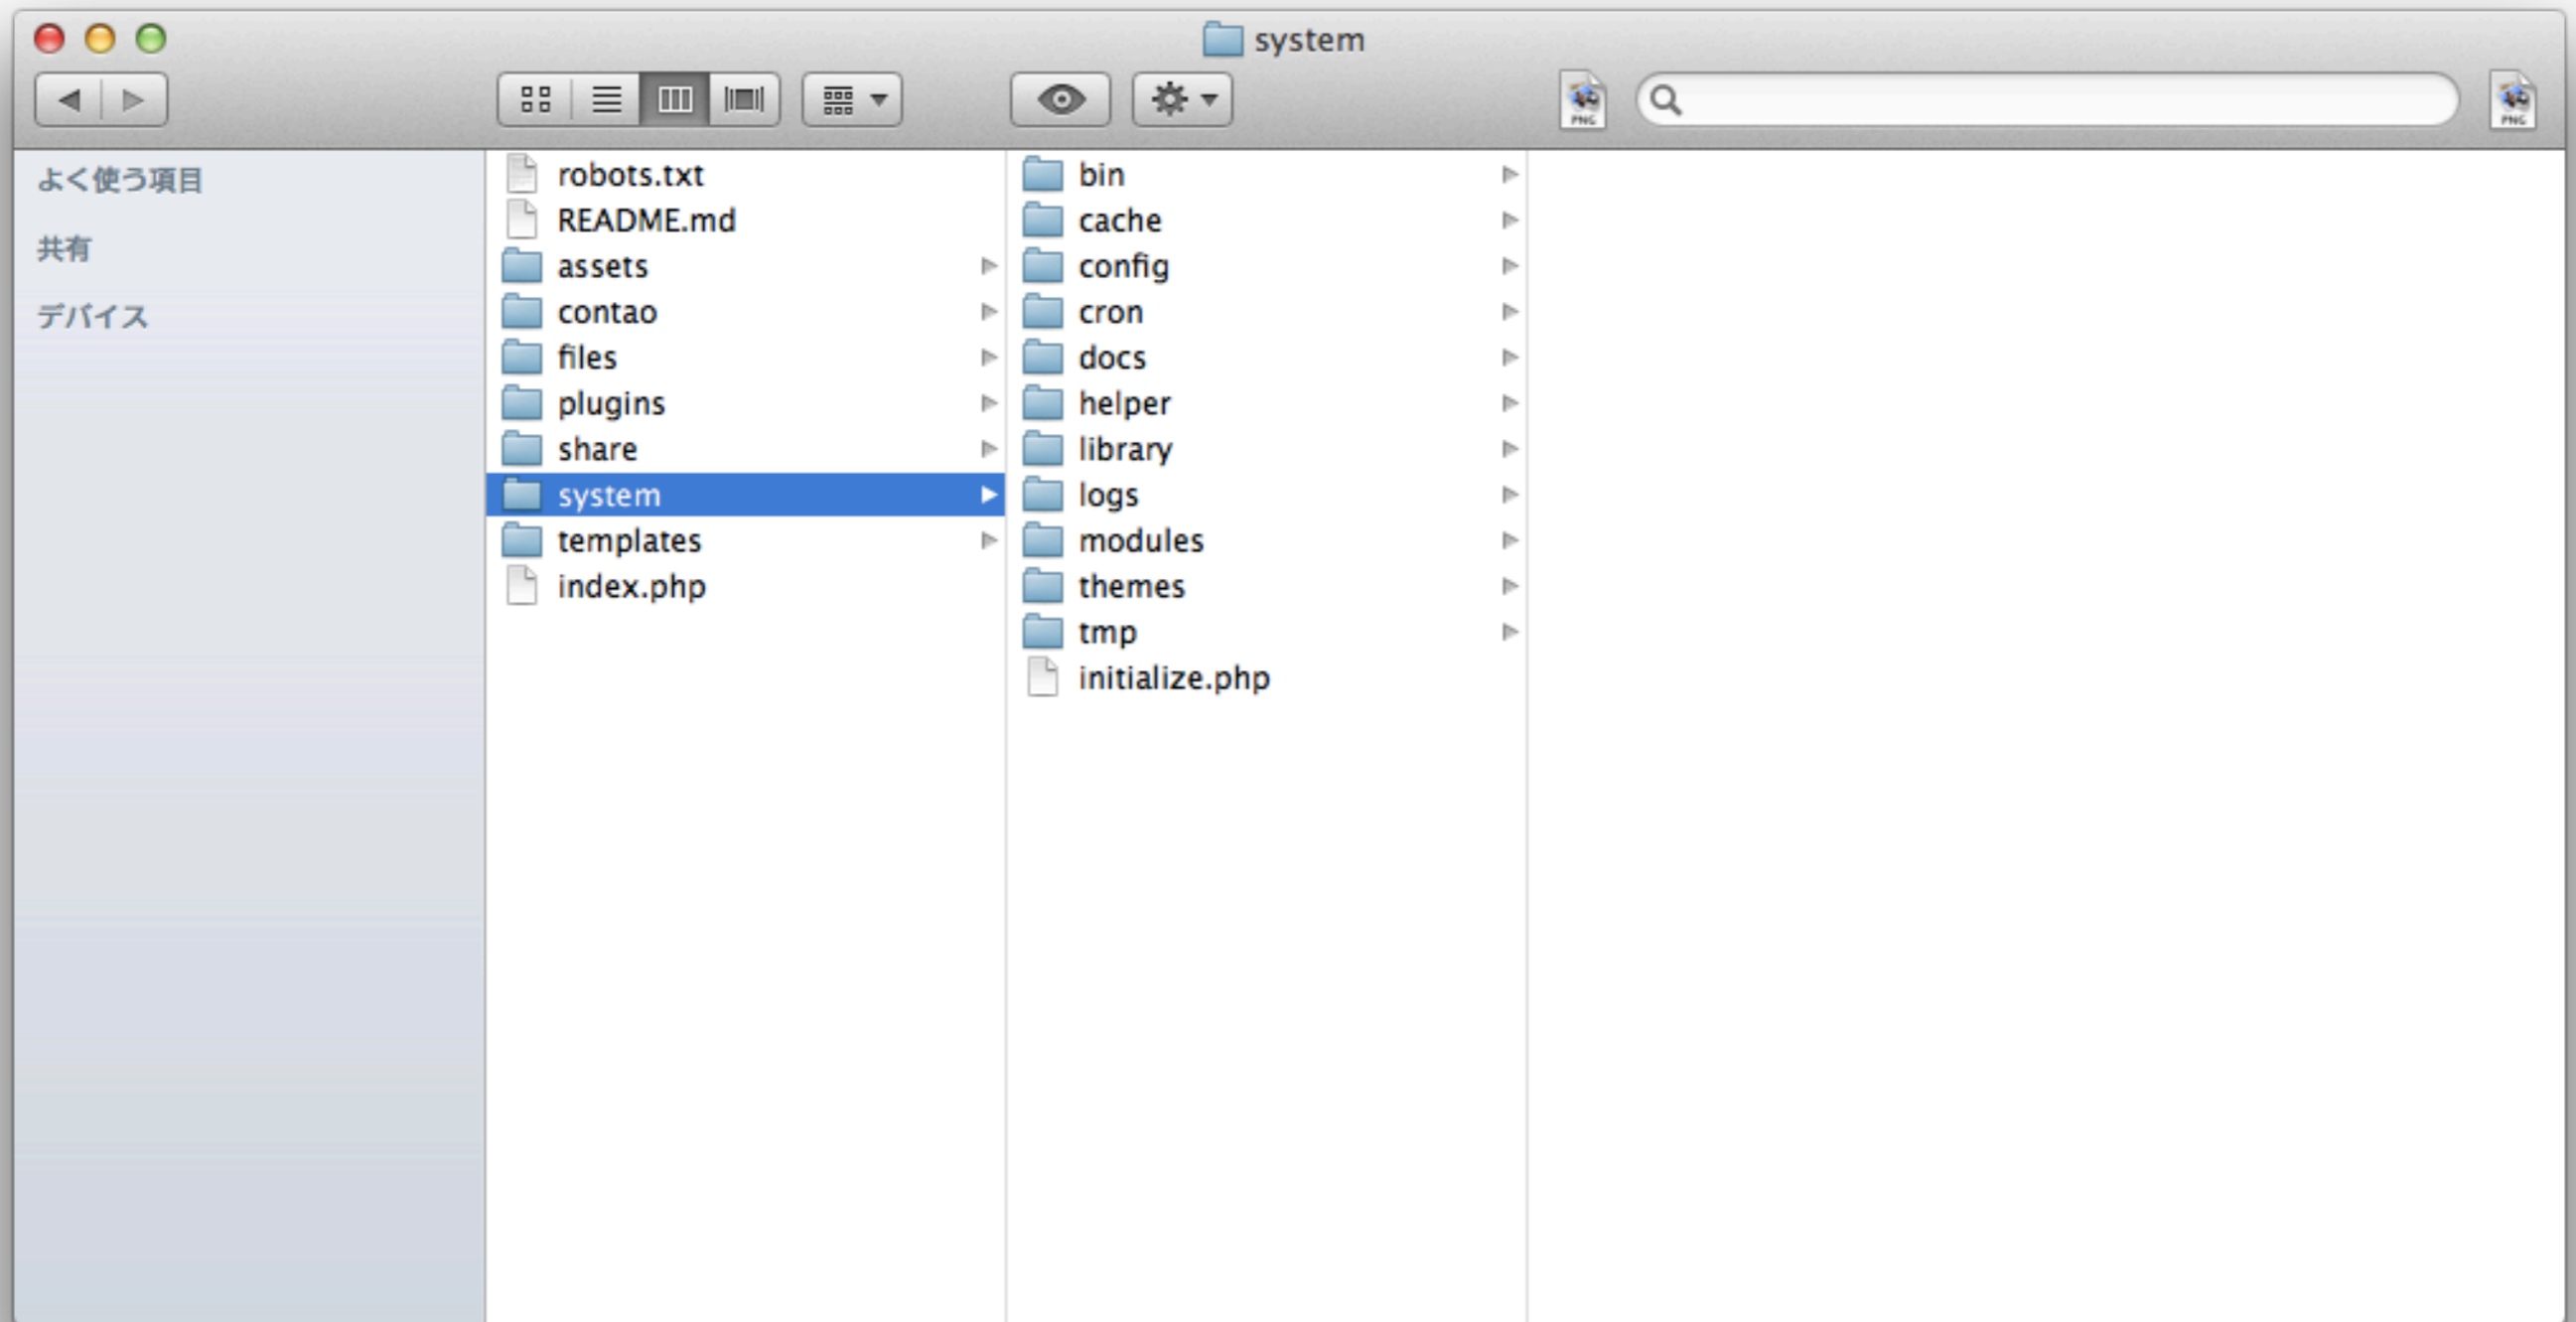 system
PNG
PNG
よく使う項目
共有
デバイス
robots.txt
README.md
assets
contao
files
plugins
share
system
templates
index.php
bin
cache
config
cron
docs
helper
library
logs
modules
themes
tmp
initialize.php